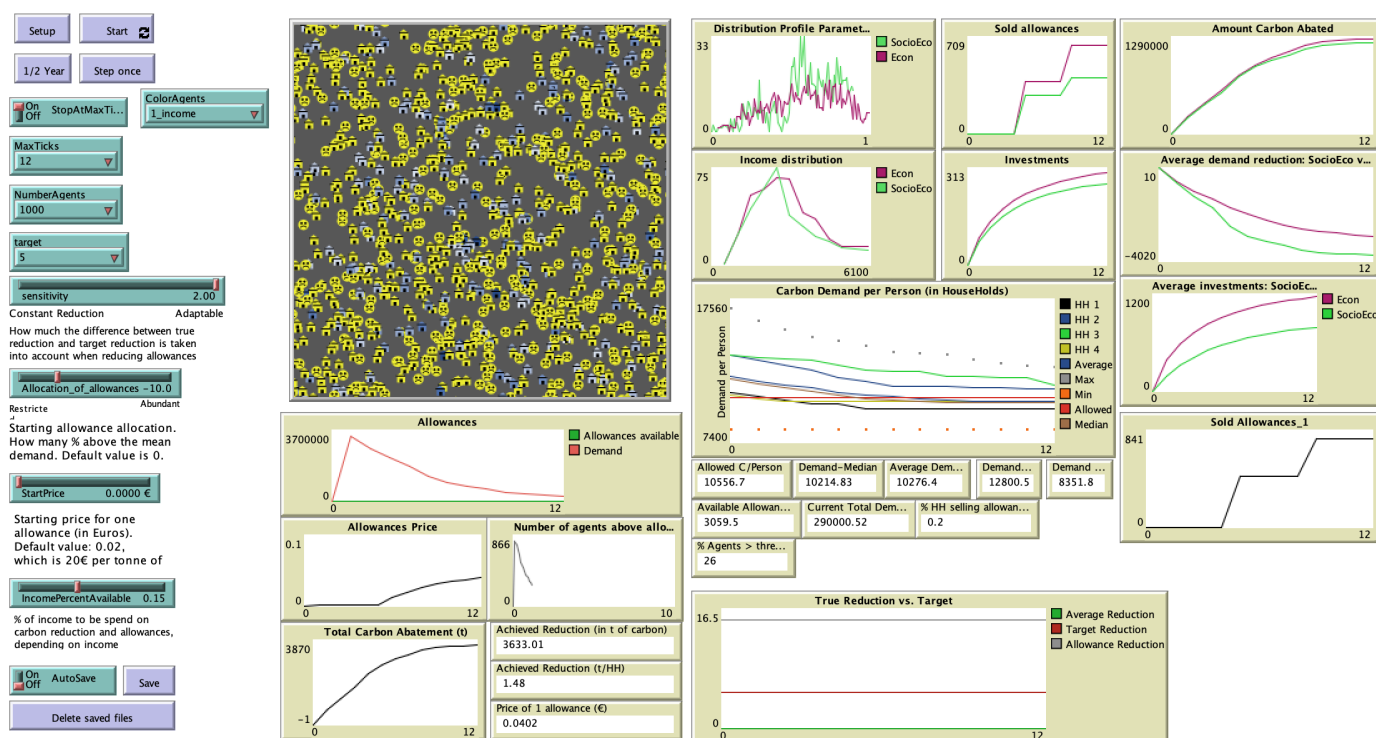 Setup
Start
1/2 Year
Step once
On
Off
StopAtMaxTi...
ColorAgents
1_income
MaxTicks
12
NumberAgents
1000
target
5
sensitivity 2.00
Constant Reduction Adaptable
How much the difference between true
reduction and target reduction is taken
into account when reducing allowances
Allocation_of_allowances -10.0
Abundant
Restricte
Starting allowance allocation.
How many % above the mean
demand. Default value is 0.
StartPrice 0.0000 €
Starting price for one
allowance (in Euros).
Default value: 0.02,
which is 20€ per tonne of
IncomePercentAvailable 0.15
% of income to be spend on
carbon reduction and allowances,
depending on income
On
Off
AutoSave
Save
Delete saved files
Allowances
3700000
0
0 12
Allowances available
Demand
Allowances Price
0.1
0
0 12
Number of agents above allo...
866
0
0 10
Total Carbon Abatement (t)
3870
-1
0 12
Achieved Reduction (in t of carbon)
3633.01
Achieved Reduction (t/HH)
1.48
Price of 1 allowance (€)
0.0402
Distribution Profile Paramet...
33
0
0 1
SocioEco
Econ
Sold allowances
709
0
0 12
Amount Carbon Abated
1290000
0
0 12
Income distribution
75
0
0 6100
Econ
SocioEco
Investments
313
0
0 12
Average demand reduction: SocioEco v...
10
-4020
0 12
Carbon Demand per Person (in HouseHolds)
17560
Demand per Person
7400
0 12
HH 1
HH 2
HH 3
HH 4
Average
Max
Min
Allowed
Median
Average investments: SocioEc...
1200
0
0 12
Econ
SocioEco
Sold Allowances_1
841
0
0 12
Allowed C/Person
10556.7
Demand-Median
10214.83
Average Dem...
10276.4
Demand...
12800.5
Demand ...
8351.8
Available Allowan...
3059.5
Current Total Dem...
290000.52
% HH selling allowan...
0.2
% Agents > thre...
26
True Reduction vs. Target
16.5
0
0 12
Average Reduction
Target Reduction
Allowance Reduction